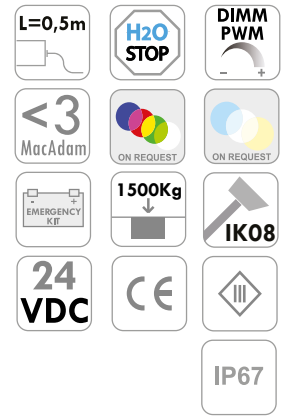 L=0,5m
H2O
STOP
DIMM
PWM
- +
<3
MacAdam
ON REQUEST
ON REQUEST
- +
EMERGENCY
KIT
1500Kg
IK08
24
VDC
CE
III
IP67